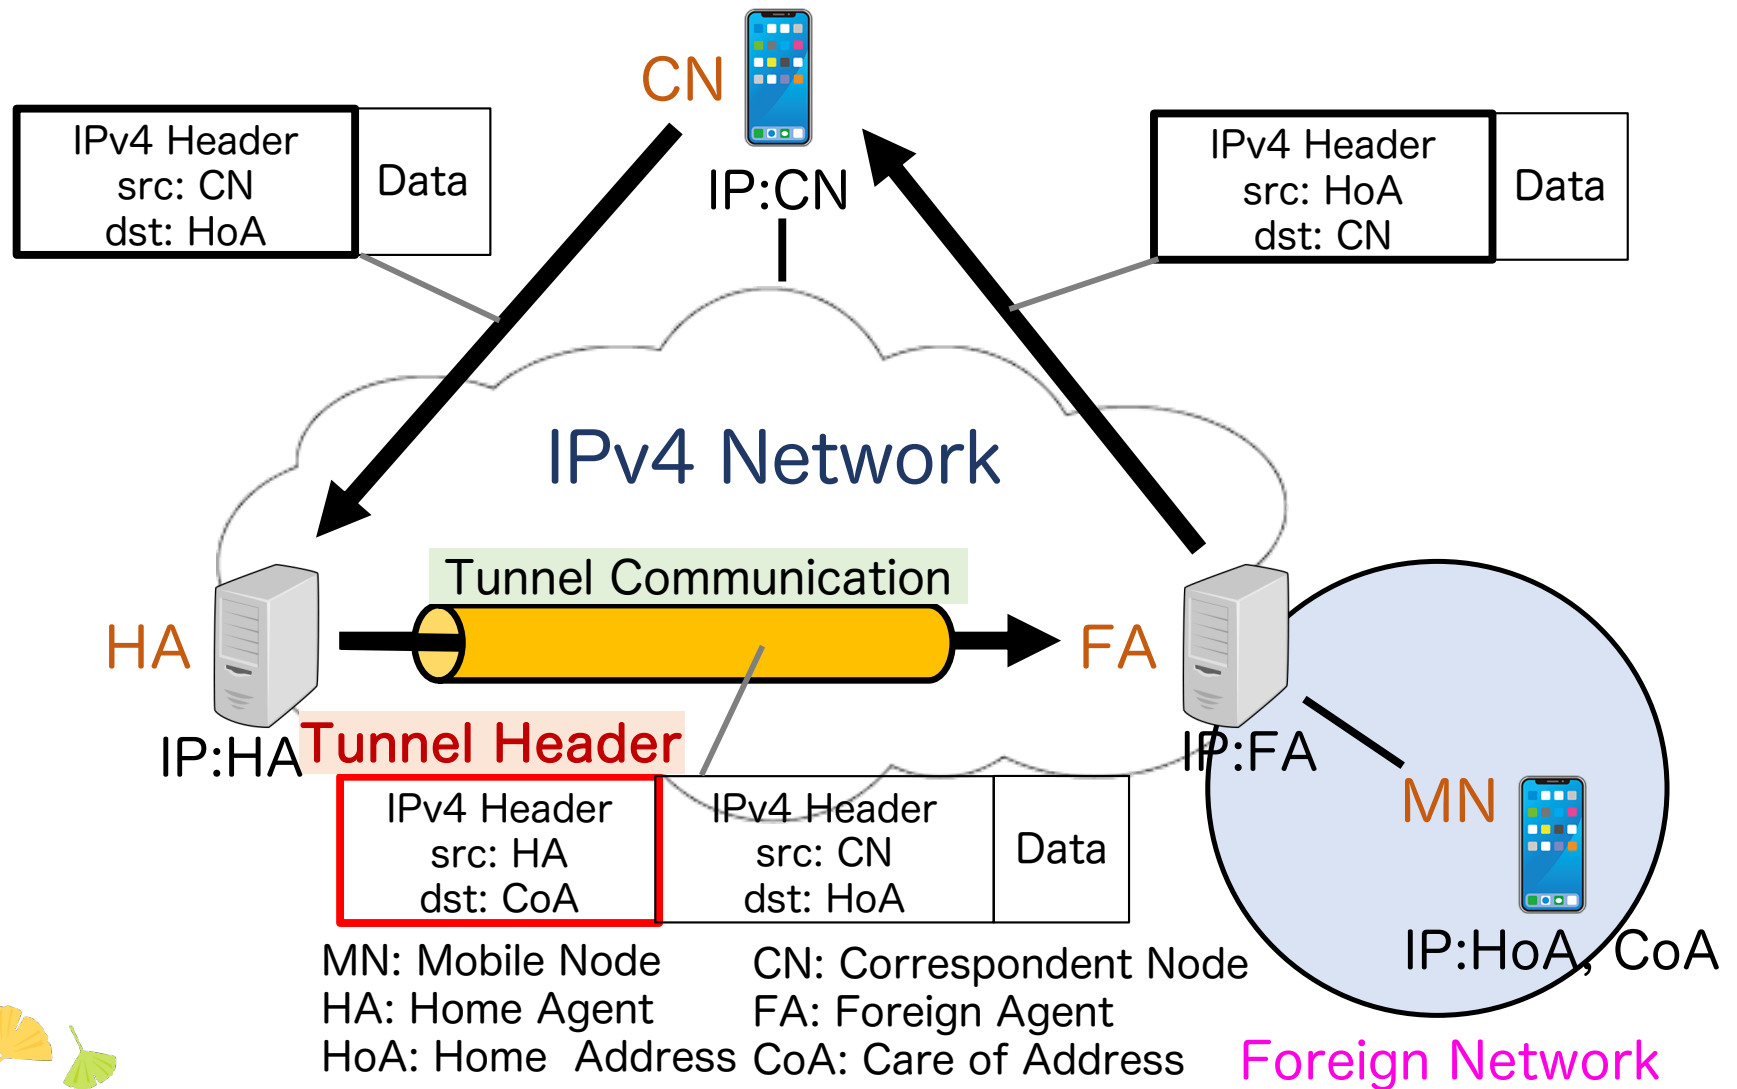 CN
IP:CN
IPv4 Header
src: CN
dst: HoA
Data
IPv4 Header
src: HoA
dst: CN
Data
IPv4 Network
Tunnel Communication
HA
IP:HA
FA
IP:FA
Tunnel Header
IPv4 Header
src: HA
dst: CoA
IPv4 Header
src: CN
dst: HoA
Data
MN
IP:HoA, CoA
MN: Mobile Node
HA: Home Agent
HoA: Home Address
CN: Correspondent Node
FA: Foreign Agent
CoA: Care of Address
Foreign Network